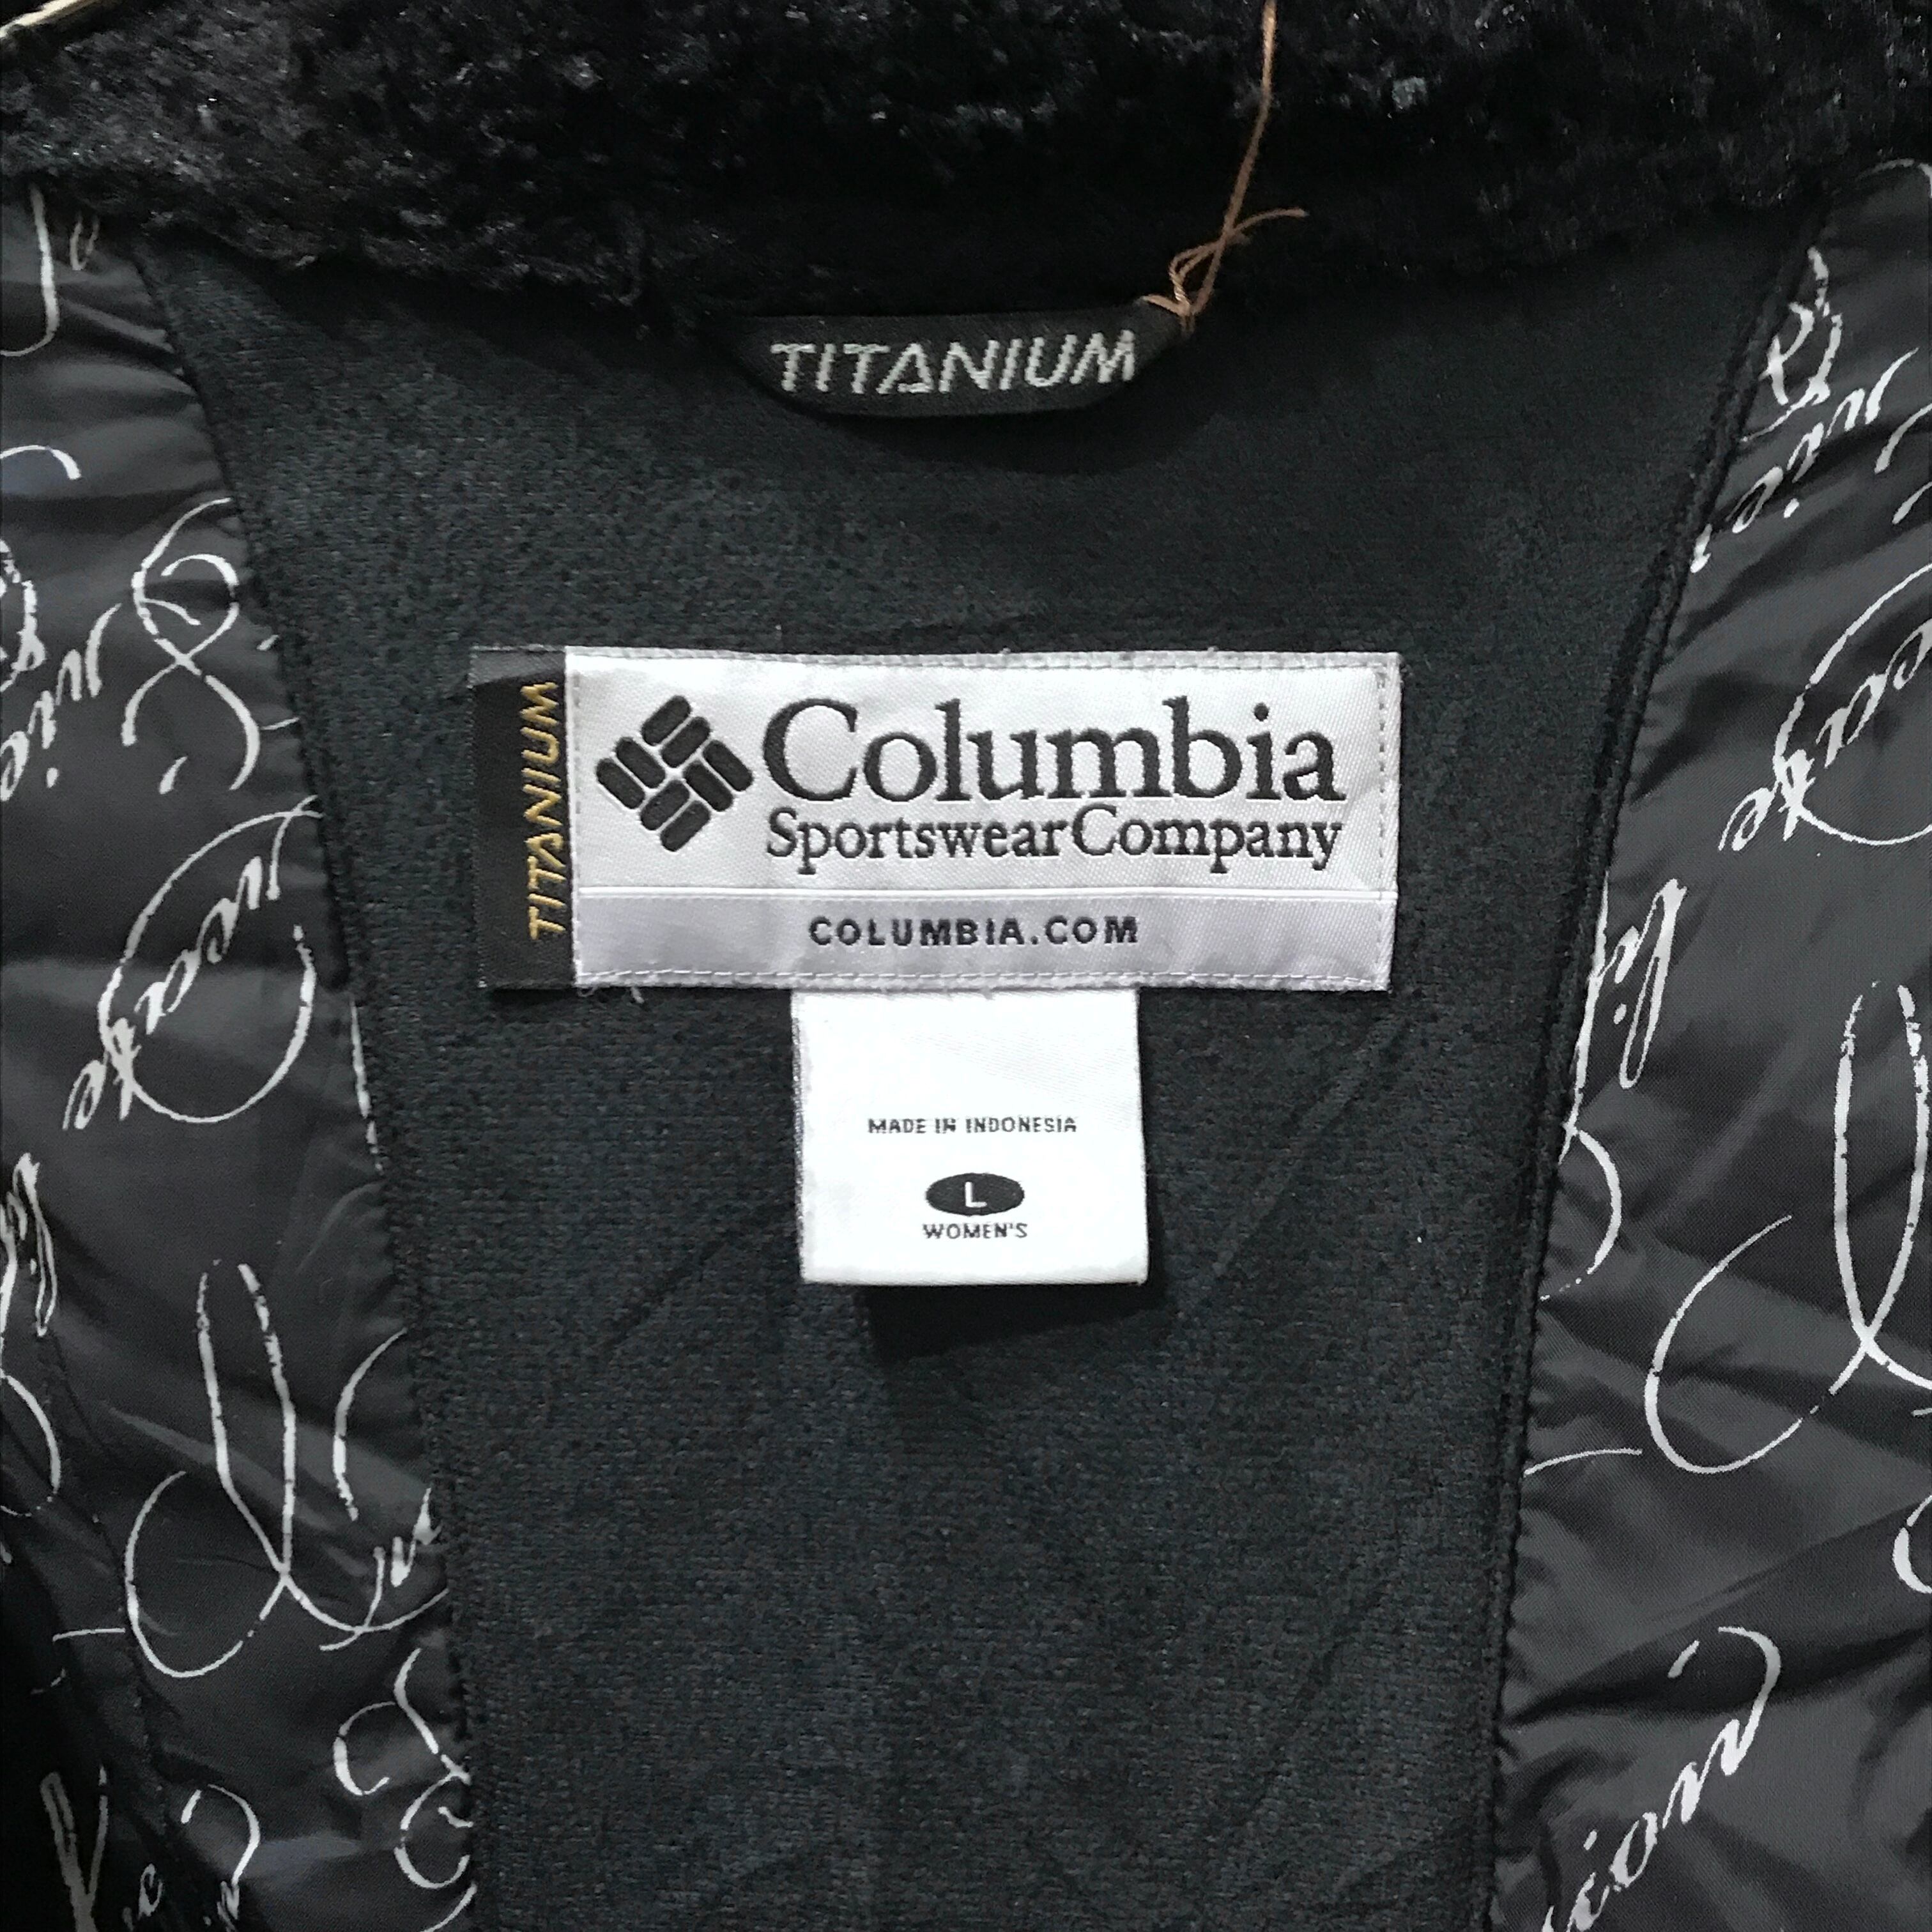 TITANIUM
TITANIUM
Columbia
Sportswear Company
COLUMBIA.COM
MADE IN INDONESIA
L
WOMEN'S